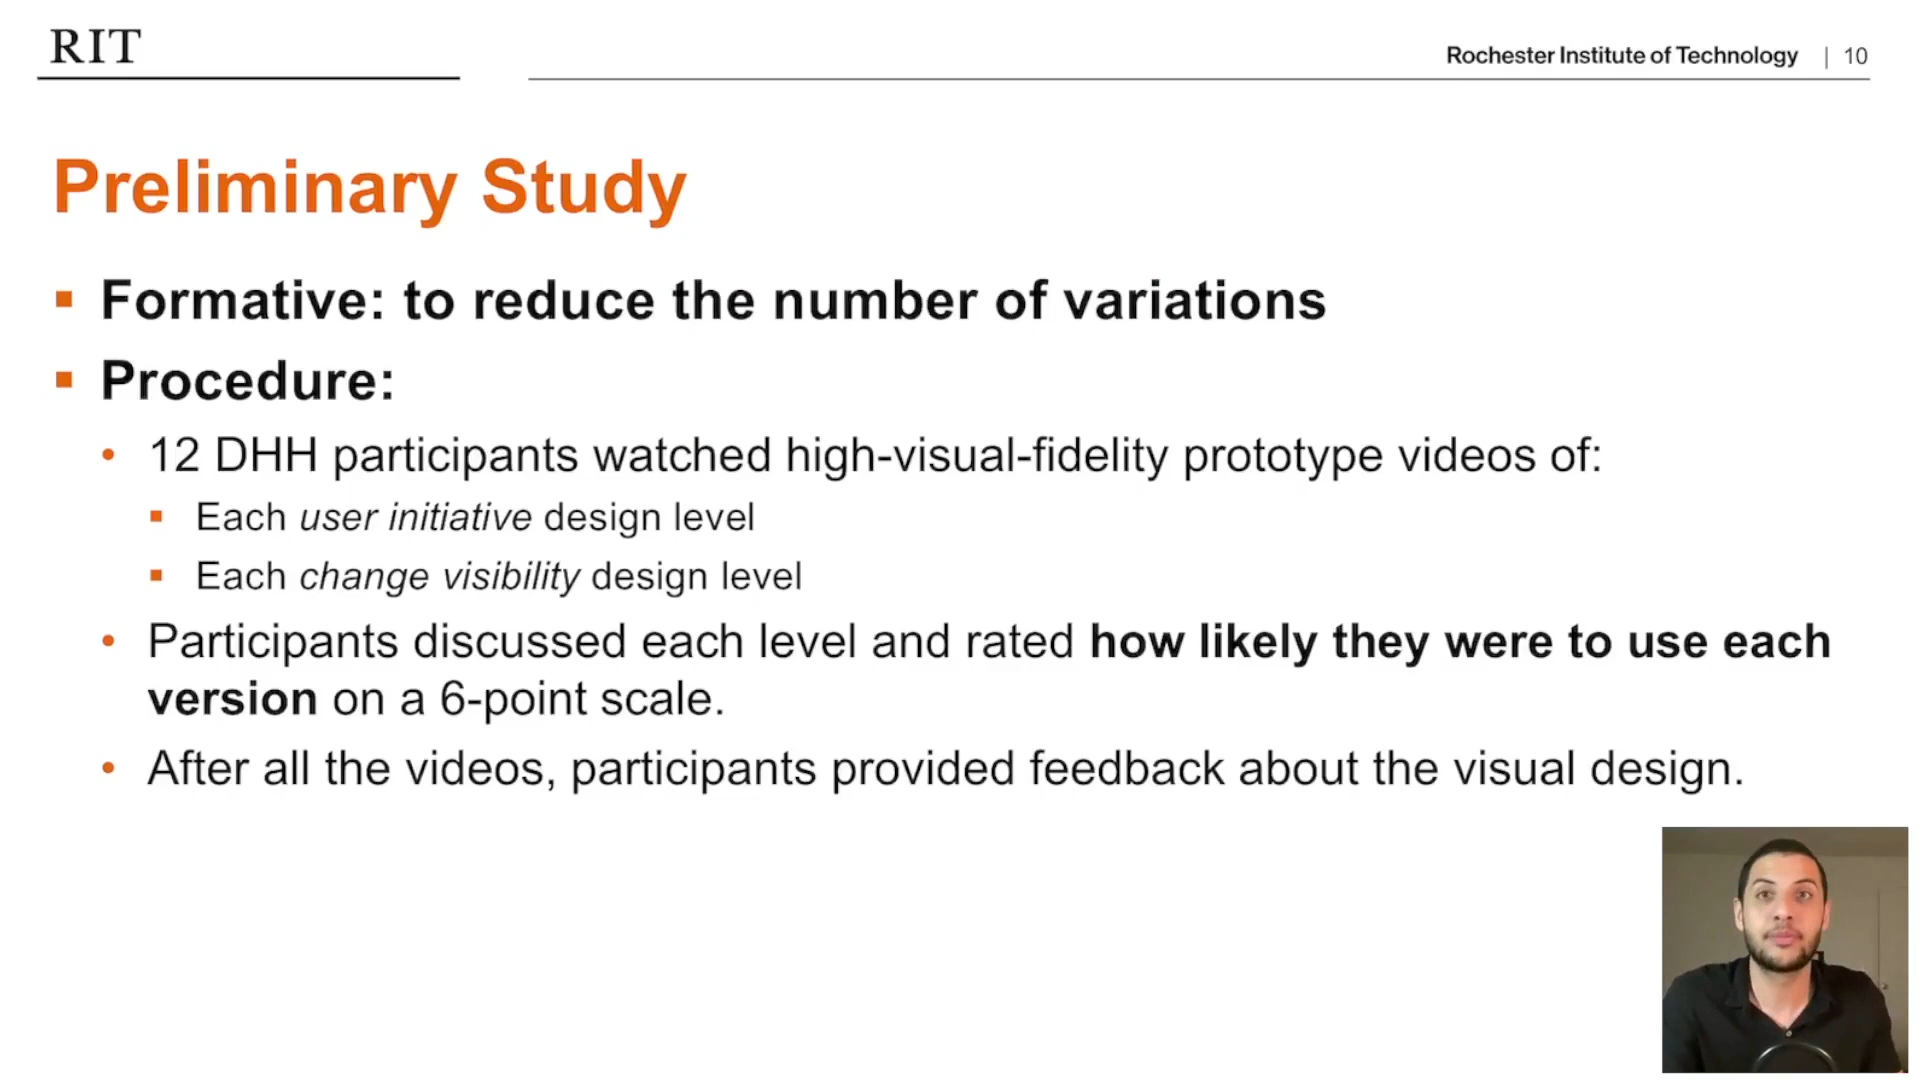 RIT
Rochester Institute of Technology | 10
Preliminary Study
▪ Formative: to reduce the number of variations
▪ Procedure:
• 12 DHH participants watched high-visual-fidelity prototype videos of:
▪ Each user initiative design level
▪ Each change visibility design level
• Participants discussed each level and rated how likely they were to use each
version on a 6-point scale.
• After all the videos, participants provided feedback about the visual design.